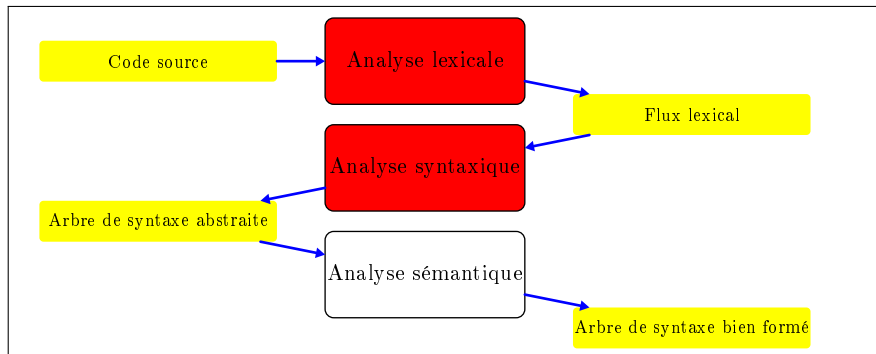 Code source
Analyse lexicale
Flux lexical
Analyse syntaxique
Arbre de syntaxe abstraite
Analyse sémantique
Arbre de syntaxe bien formé